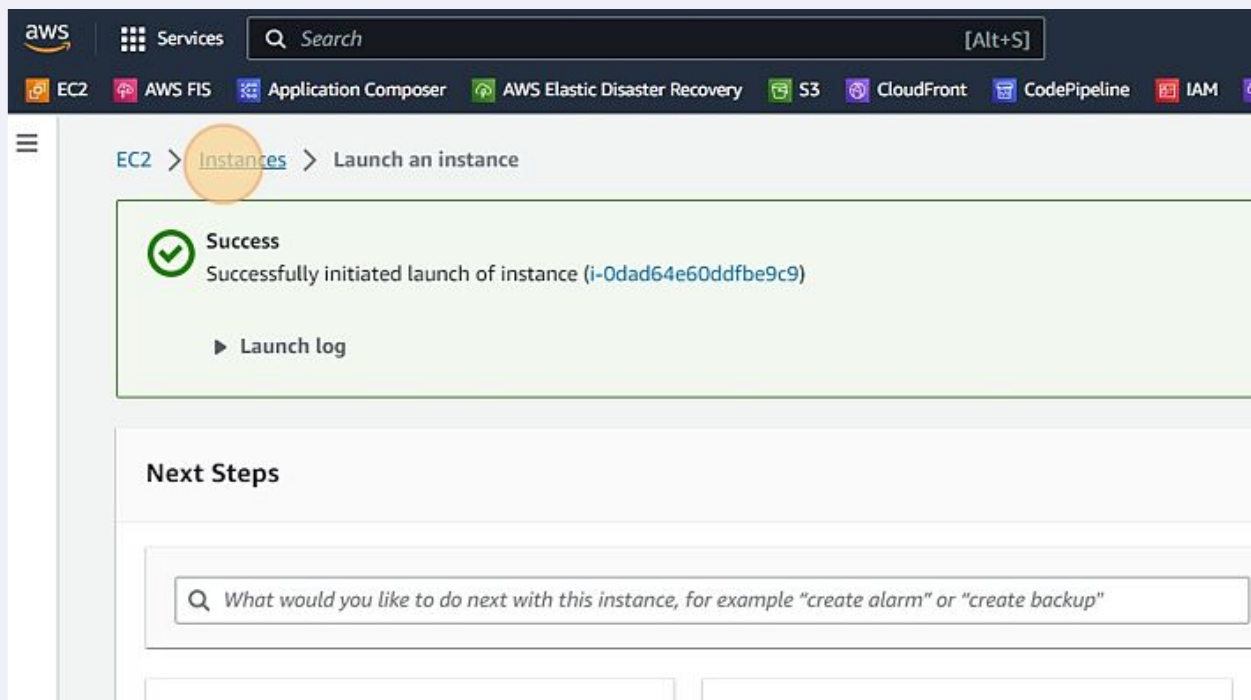 aws Services Search [Alt+S]
EC2 AWS FIS Application Composer AWS Elastic Disaster Recovery S3 CloudFront CodePipeline IAM
EC2 > Instances > Launch an instance
Success
Successfully initiated launch of instance (i-0dad64e60ddfbe9c9)
Launch log
Next Steps
What would you like to do next with this instance, for example “create alarm” or “create backup"